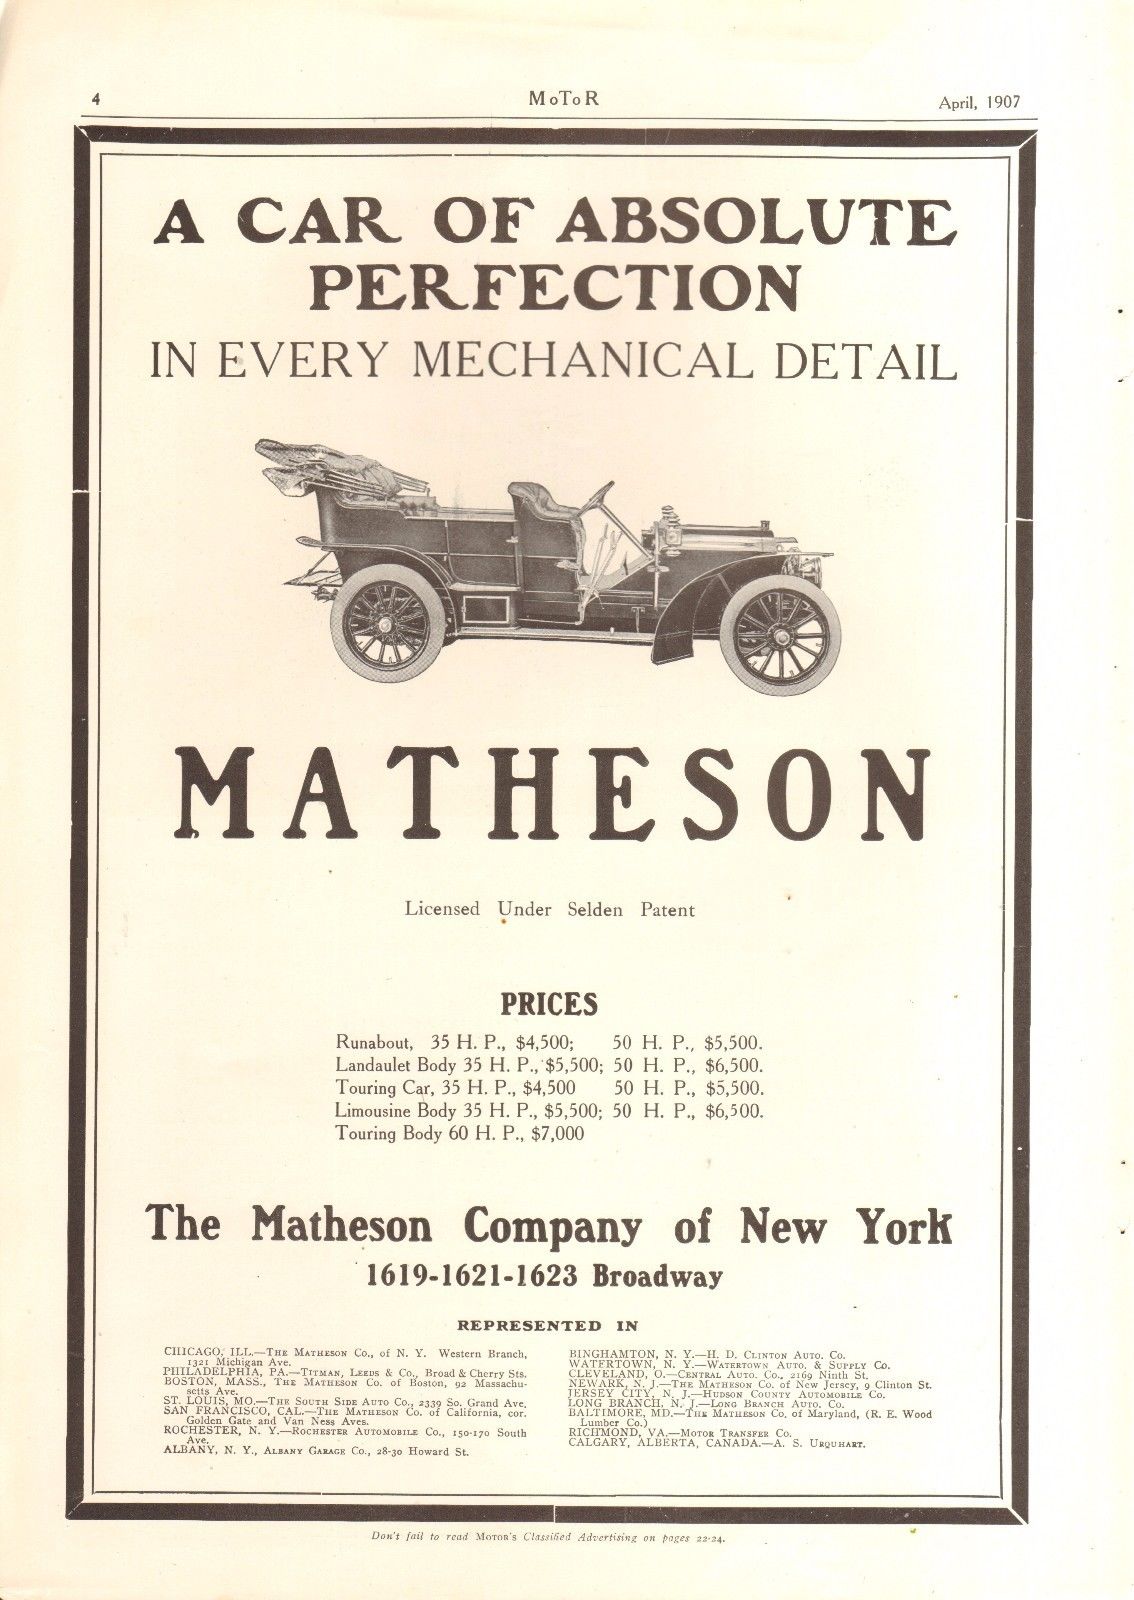 4
MoToR
April, 1907
A CAR OF ABSOLUTE
PERFECTION
IN EVERY MECHANICAL DETAIL
MATHESON
Licensed Under Selden Patent
PRICES
Runabout, 35 H. P., $4,500; 50 H. P., $5,500.
Landaulet Body 35 H. P., $5,500; 50 H. P., $6,500.
Touring Car, 35 H. P., $4,500 50 H. P., $5,500.
Limousine Body 35 H. P., $5,500; 50 H. P., $6,500.
Touring Body 60 H. P., $7,000
The Matheson Company of New York
1619-1621-1623 Broadway
REPRESENTED IN
CHICAGO, ILL.—THE MATHESON Co., of N. Y. Western Branch,
1321 Michigan Ave.
PHILADELPHIA, PA.—TITMAN, LEEDS & Co., Broad & Cherry Sts.
BOSTON, MASS., THE MATHESON Co. of Boston, 92 Massachu-
setts Ave.
ST. LOUIS, MO.—THE SOUTH SIDE AUTO Co., 2339 So. Grand Ave.
SAN FRANCISCO, CAL.—THE MATHESON Co. of California, cor.
Golden Gate and Van Ness Aves.
ROCHESTER, N. Y.—ROCHESTER AUTOMOBILE Co., 150-170 South
Ave.
ALBANY, N. Y., ALBANY GARAGE Co., 28-30 Howard St.
BINGHAMTON, N. Y.—H. D. CLINTON AUTO. Co.
WATERTOWN, N. Y.—WATERTOWN AUTO. & SUPPLY Co.
CLEVELAND, O.—CENTRAL AUTO. Co., 2169 Ninth St.
NEWARK, N. J.—THE MATHESON Co. of New Jersey, 9 Clinton St.
JERSEY CITY, N. J.—HUDSON COUNTY AUTOMOBILE Co.
LONG BRANCH, N. J.—LONG BRANCH AUTO. Co.
BALTIMORE, MD.—THE MATHESON Co. of Maryland, (R. E. Wood
Lumber Co.)
RICHMOND, VA.—MOTOR TRANSFER Co.
CALGARY, ALBERTA, CANADA.—A. S. URQUHART.
Don't fail to read MOTOR'S Classified Advertising on pages 22-24.